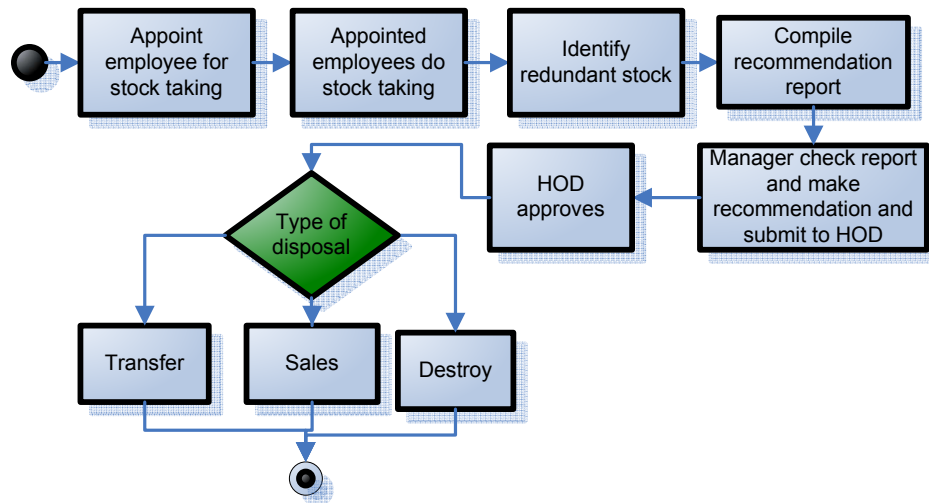 Appoint
employee for
stock taking
Appointed
employees do
stock taking
Identify
redundant stock
Compile
recommendation
report
Manager check report
and make
recommendation and
submit to HOD
HOD
approves
Type of
disposal
Transfer
Sales
Destroy